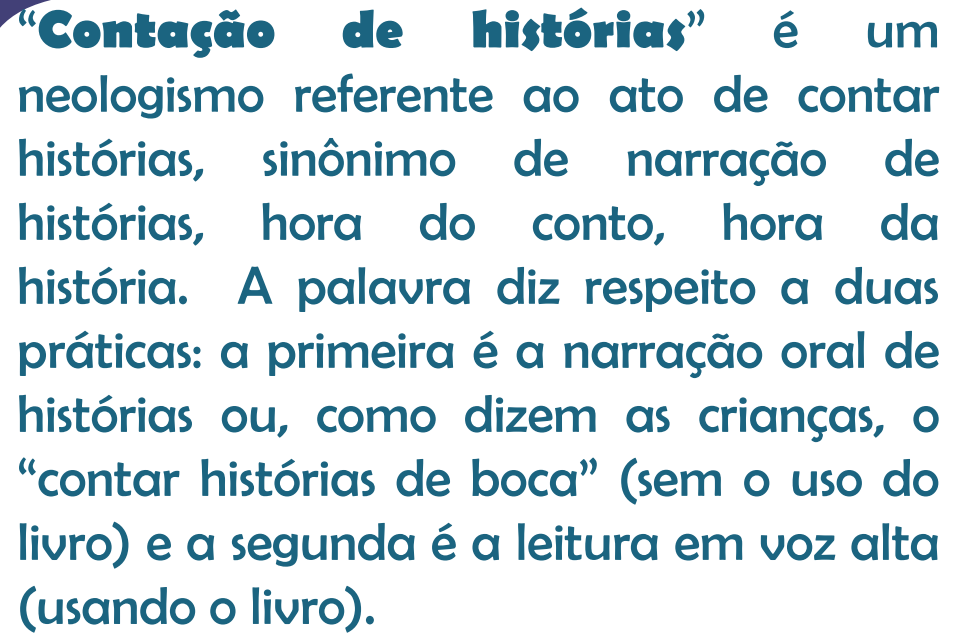 “Contação de histórias” é um
neologismo referente ao ato de contar
histórias, sinônimo de narração de
histórias, hora do conto, hora da
história. A palavra diz respeito a duas
práticas: a primeira é a narração oral de
histórias ou, como dizem as crianças, o
“contar histórias de boca” (sem o uso do
livro) e a segunda é a leitura em voz alta
(usando o livro).